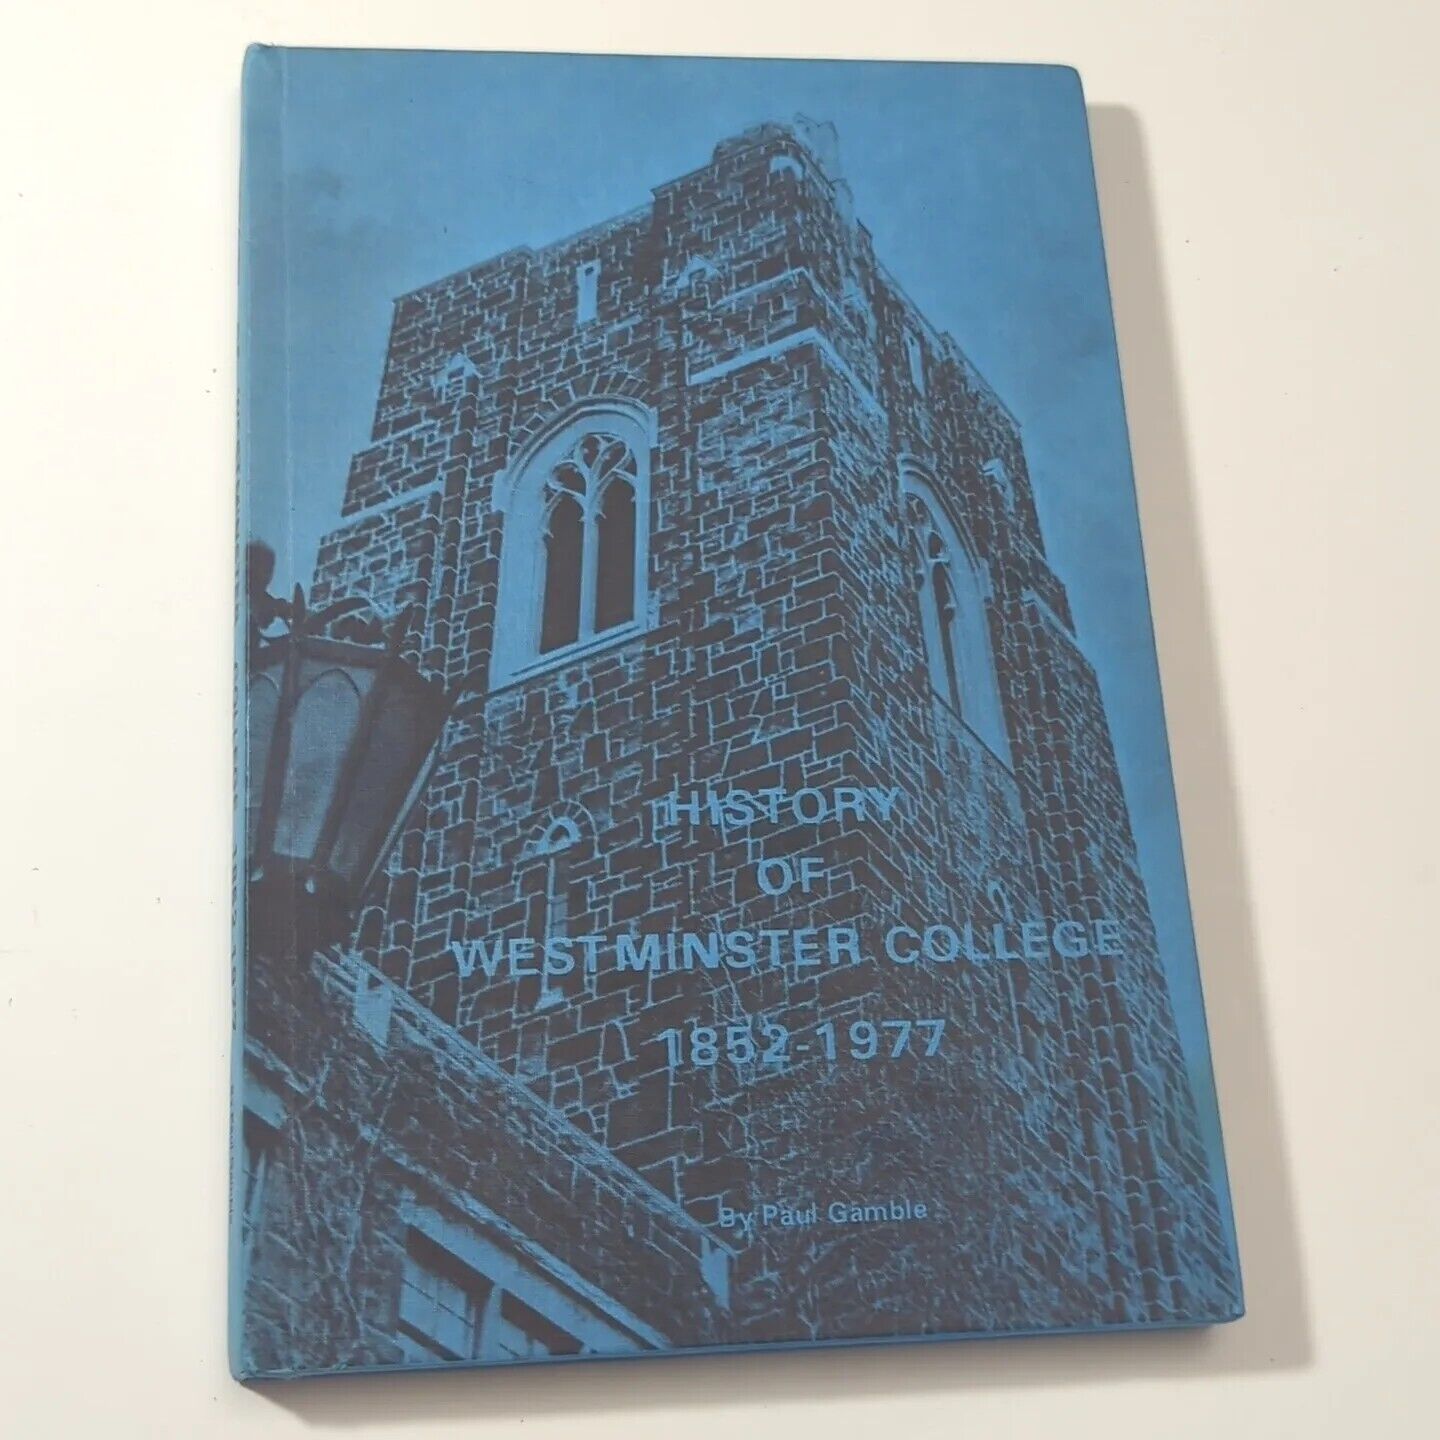 HISTORY
OF
WESTMINSTER COLLEGE
1852-1977
By Paul Gamble